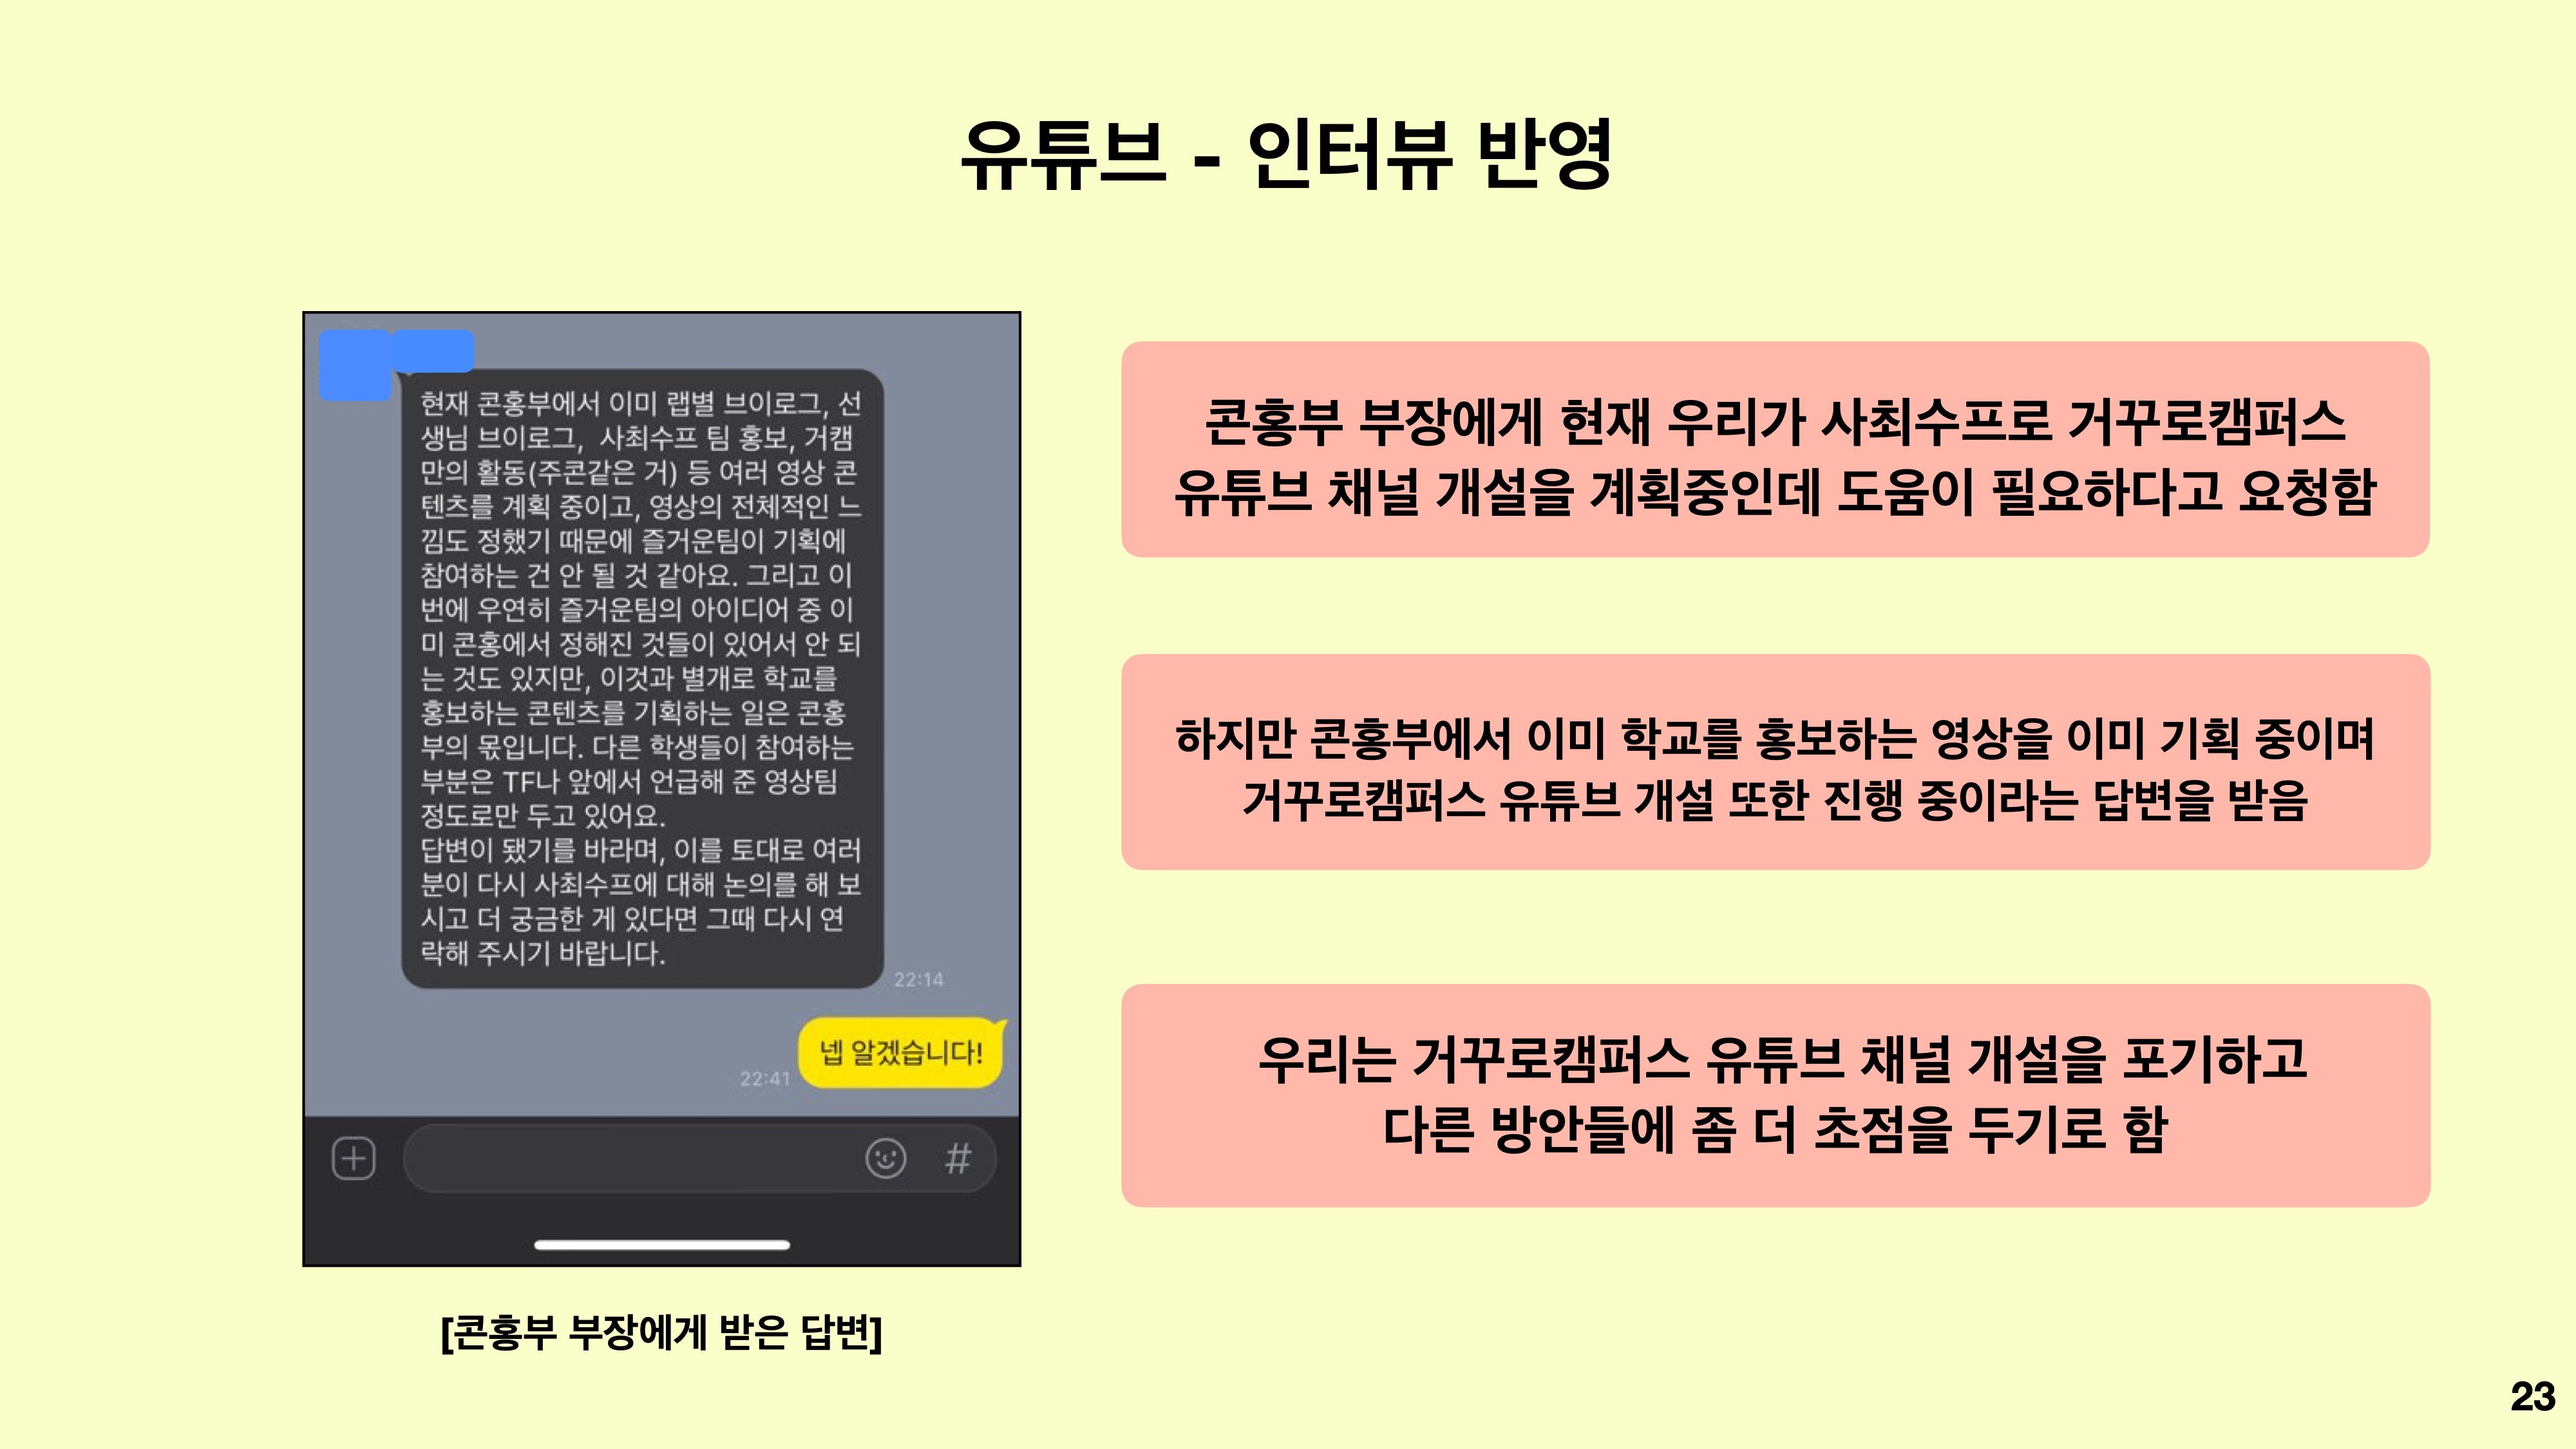 유튜브 - 인터뷰 반영
현재 콘홍부에서 이미 랩별 브이로그, 선
생님 브이로그, 사최수프 팀 홍보, 거캠
만의 활동(주콘같은 거) 등 여러 영상 콘
텐츠를 계획 중이고, 영상의 전체적인 느
낌도 정했기 때문에 즐거운팀이 기획에
참여하는 건 안 될 것 같아요. 그리고 이
번에 우연히 즐거운팀의 아이디어 중 이
미 콘홍에서 정해진 것들이 있어서 안 되
는 것도 있지만, 이것과 별개로 학교를
홍보하는 콘텐츠를 기획하는 일은 콘홍
부의 몫입니다. 다른 학생들이 참여하는
부분은 TF나 앞에서 언급해 준 영상팀
정도로만 두고 있어요.
답변이 됐기를 바라며, 이를 토대로 여러
분이 다시 사최수프에 대해 논의를 해 보
시고 더 궁금한 게 있다면 그때 다시 연
락해 주시기 바랍니다.
22:14
넵 알겠습니다!
22:41
#
[콘홍부 부장에게 받은 답변]
콘홍부 부장에게 현재 우리가 사최수프로 거꾸로캠퍼스
유튜브 채널 개설을 계획중인데 도움이 필요하다고 요청함
하지만 콘홍부에서 이미 학교를 홍보하는 영상을 이미 기획 중이며
거꾸로캠퍼스 유튜브 개설 또한 진행 중이라는 답변을 받음
우리는 거꾸로캠퍼스 유튜브 채널 개설을 포기하고
다른 방안들에 좀 더 초점을 두기로 함
23